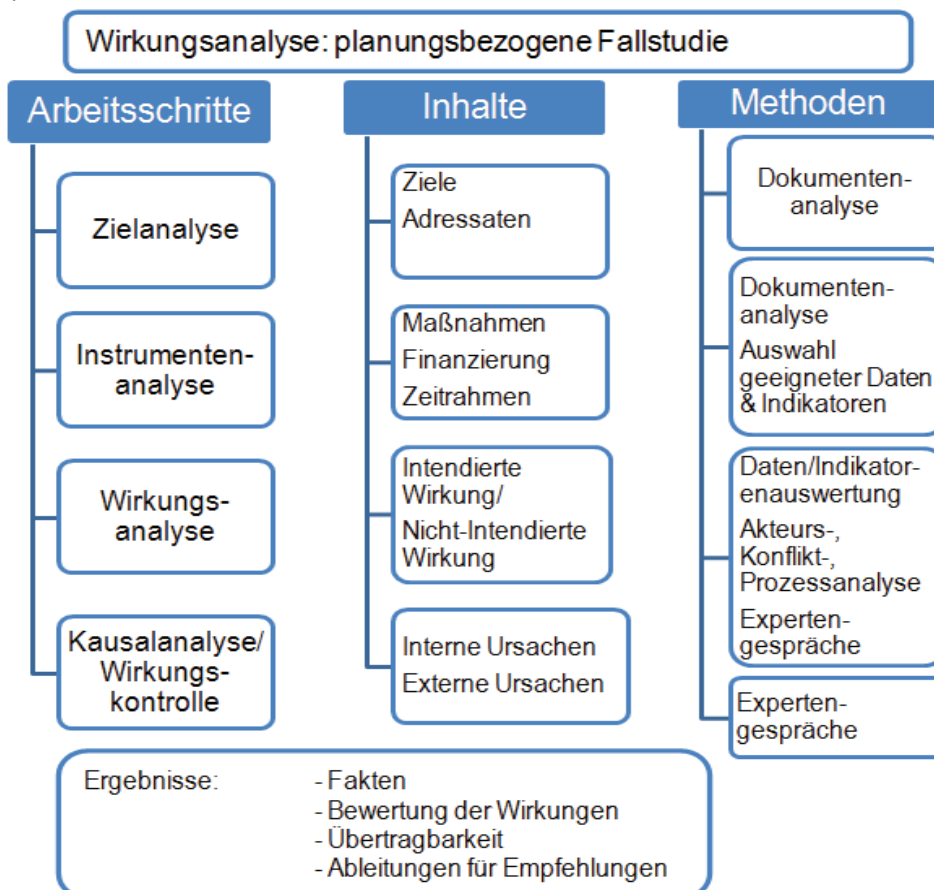 Wirkungsanalyse: planungsbezogene Fallstudie
Arbeitsschritte
Zielanalyse
Instrumenten-
analyse
Wirkungs-
analyse
Kausalanalyse/
Wirkungs-
kontrolle
Inhalte
Ziele
Adressaten
Maßnahmen
Finanzierung
Zeitrahmen
Intendierte
Wirkung/
Nicht-Intendierte
Wirkung
Interne Ursachen
Externe Ursachen
Methoden
Dokumenten-
analyse
Dokumenten-
analyse
Auswahl
geeigneter Daten
& Indikatoren
Daten/Indikator-
enauswertung
Akteurs-,
Konflikt-,
Prozessanalyse
Experten-
gespräche
Experten-
gespräche
Ergebnisse: - Fakten
- Bewertung der Wirkungen
- Übertragbarkeit
- Ableitungen für Empfehlungen